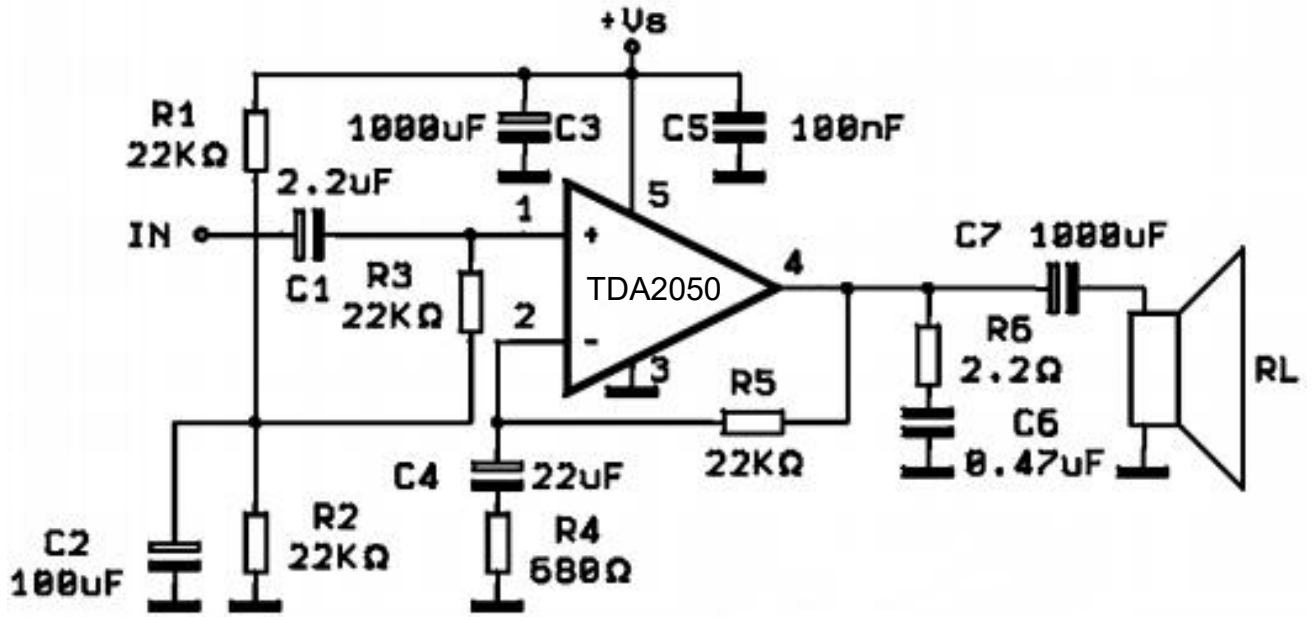 +Vs
R1
22KΩ
1000uF
C3
C5
100nF
2.2uF
1
5
IN
+
C1
R3
22KΩ
TDA2050
4
C7 1000uF
2
-
3
R5
22KΩ
R6
2.2Ω
RL
C4
22uF
C6
0.47uF
C2
100uF
R2
22KΩ
R4
680Ω